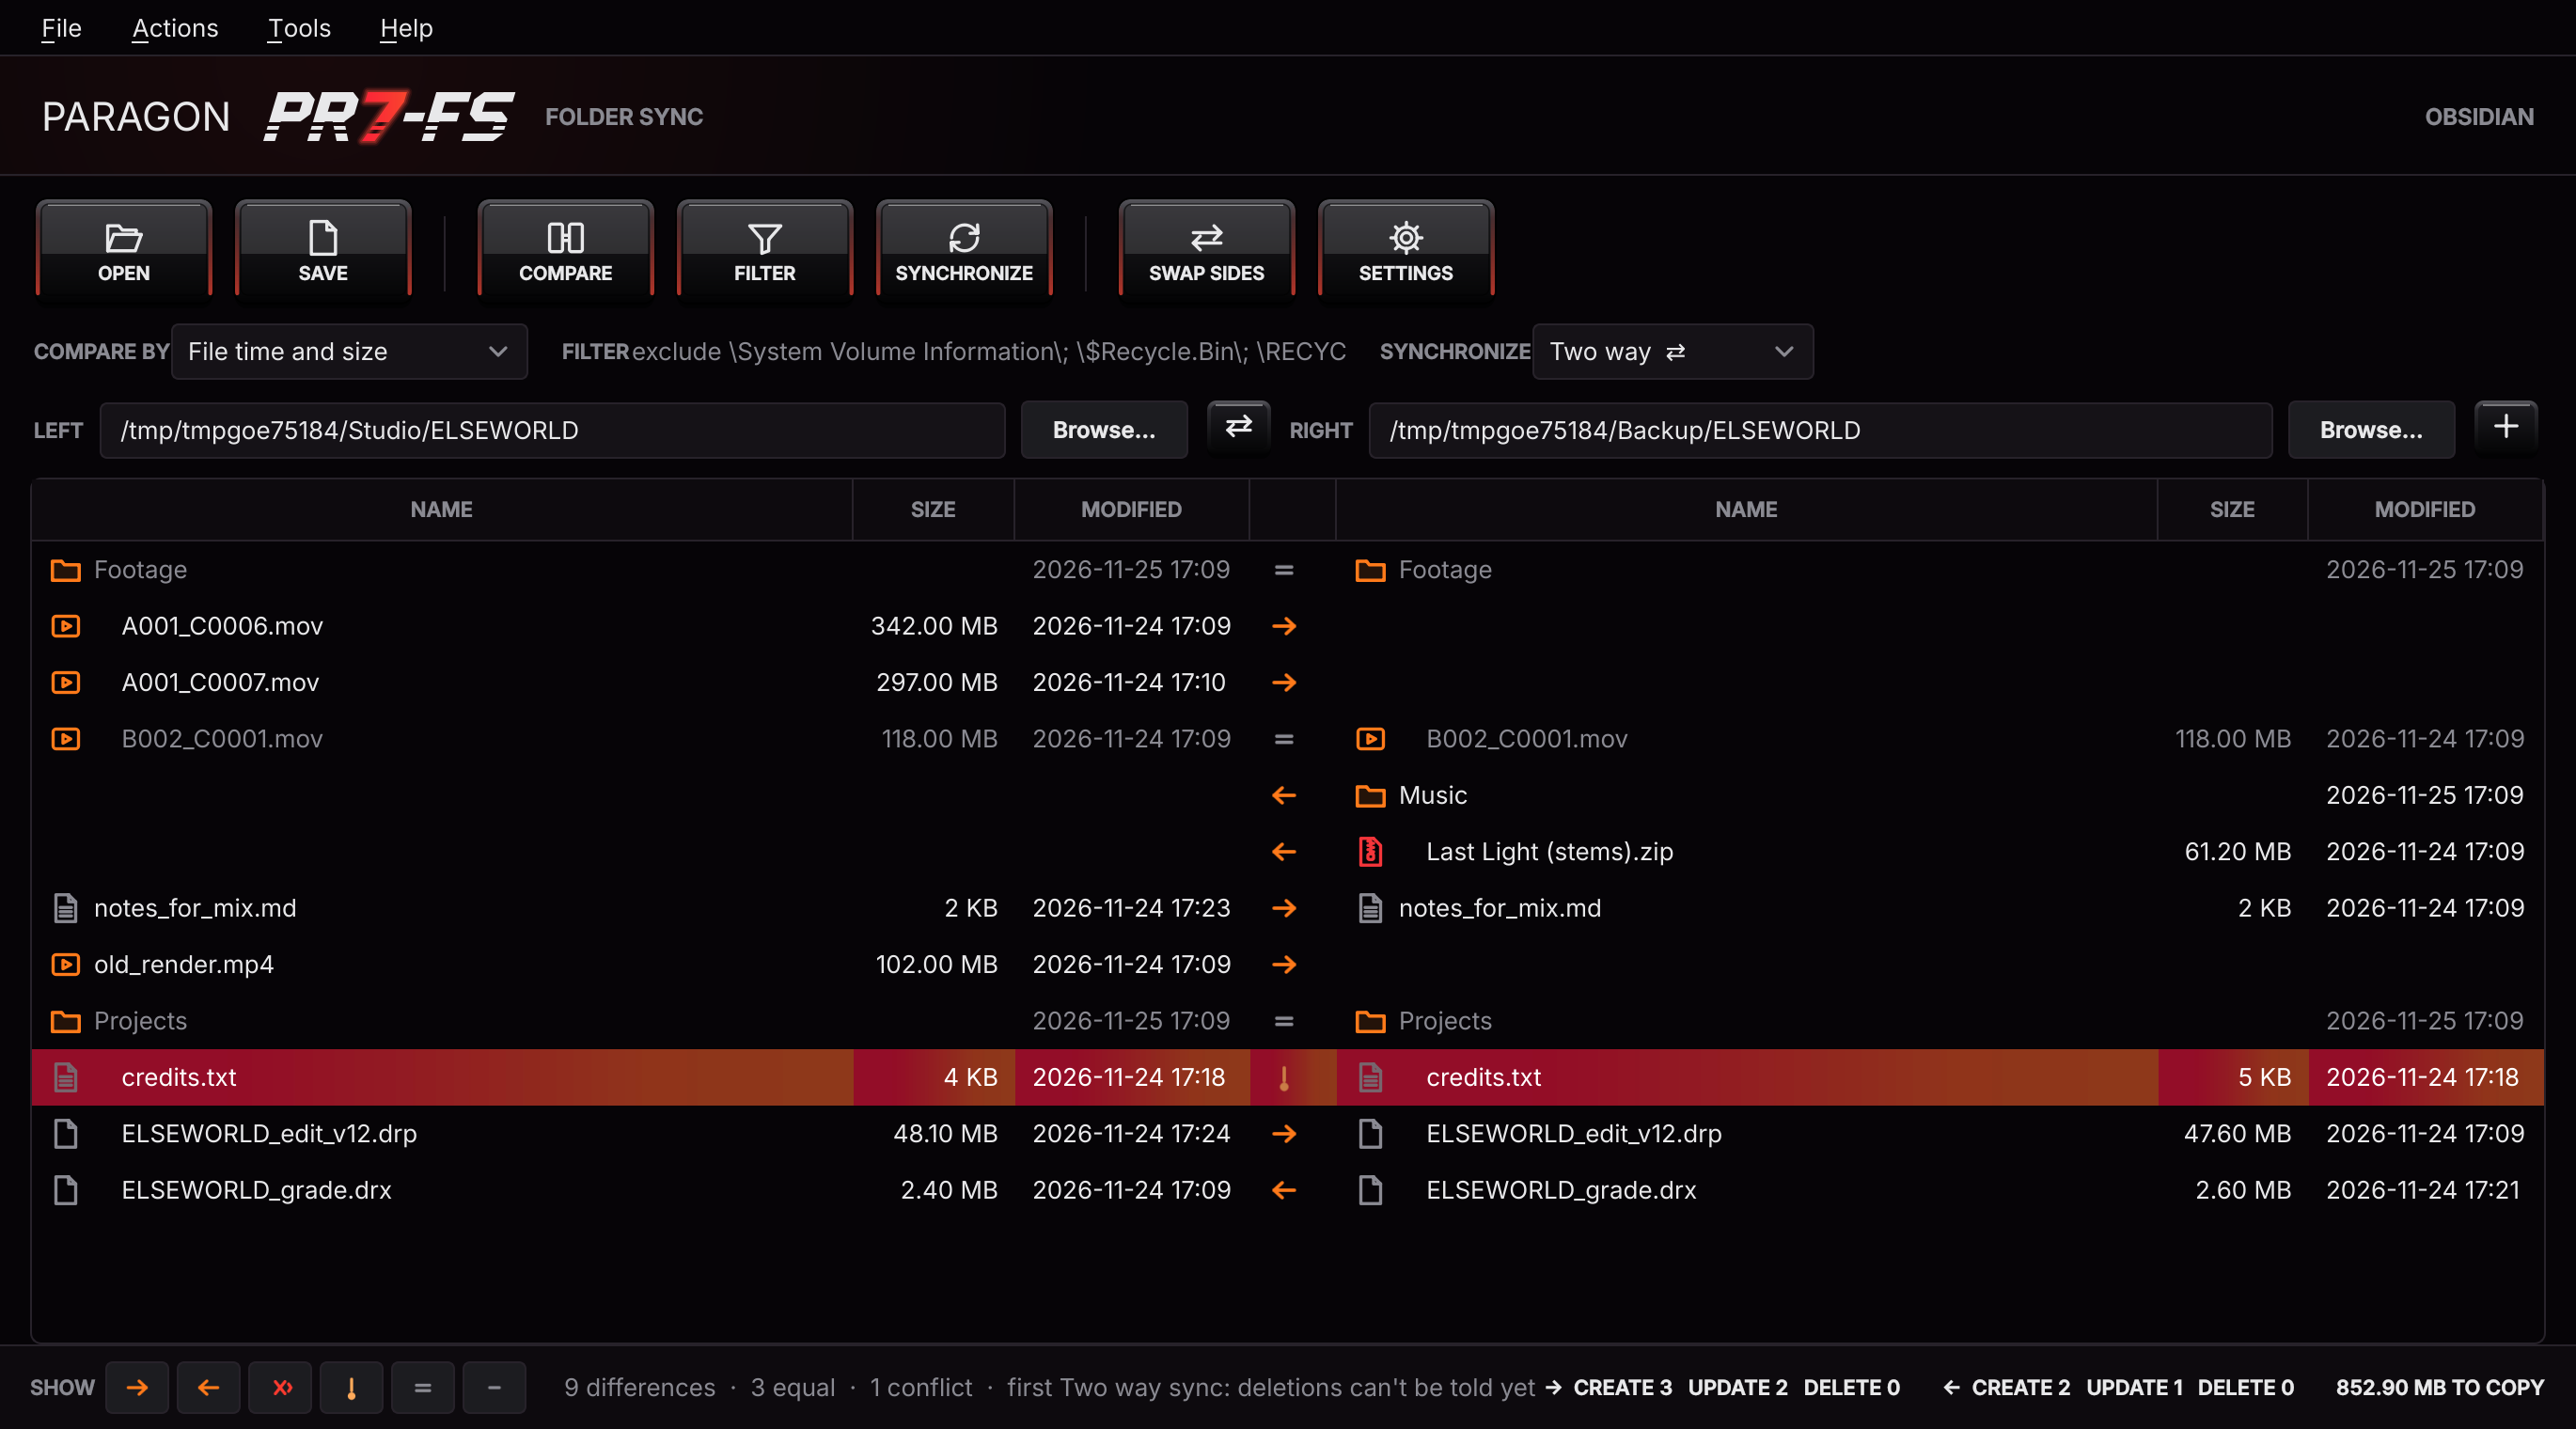 File Actions Tools Help
PARAGON PR7-FS FOLDER SYNC OBSIDIAN
OPEN SAVE COMPARE FILTER SYNCHRONIZE SWAP SIDES SETTINGS
COMPARE BY File time and size FILTER exclude \System Volume Information\; \$Recycle.Bin\; \RECYC SYNCHRONIZE Two way ⇄
LEFT /tmp/tmpgoe75184/Studio/ELSEWORLD Browse... ⇄ RIGHT /tmp/tmpgoe75184/Backup/ELSEWORLD Browse... +
NAME SIZE MODIFIED NAME SIZE MODIFIED
Footage 2026-11-25 17:09 = Footage 2026-11-25 17:09
A001_C0006.mov 342.00 MB 2026-11-24 17:09 →
A001_C0007.mov 297.00 MB 2026-11-24 17:10 →
B002_C0001.mov 118.00 MB 2026-11-24 17:09 = B002_C0001.mov 118.00 MB 2026-11-24 17:09
← Music 2026-11-25 17:09
← Last Light (stems).zip 61.20 MB 2026-11-24 17:09
notes_for_mix.md 2 KB 2026-11-24 17:23 → notes_for_mix.md 2 KB 2026-11-24 17:09
old_render.mp4 102.00 MB 2026-11-24 17:09 →
Projects 2026-11-25 17:09 = Projects 2026-11-25 17:09
credits.txt 4 KB 2026-11-24 17:18 ! credits.txt 5 KB 2026-11-24 17:18
ELSEWORLD_edit_v12.drp 48.10 MB 2026-11-24 17:24 → ELSEWORLD_edit_v12.drp 47.60 MB 2026-11-24 17:09
ELSEWORLD_grade.drx 2.40 MB 2026-11-24 17:09 ← ELSEWORLD_grade.drx 2.60 MB 2026-11-24 17:21
SHOW → ← X› ! = - 9 differences · 3 equal · 1 conflict · first Two way sync: deletions can't be told yet → CREATE 3 UPDATE 2 DELETE 0 ← CREATE 2 UPDATE 1 DELETE 0 852.90 MB TO COPY